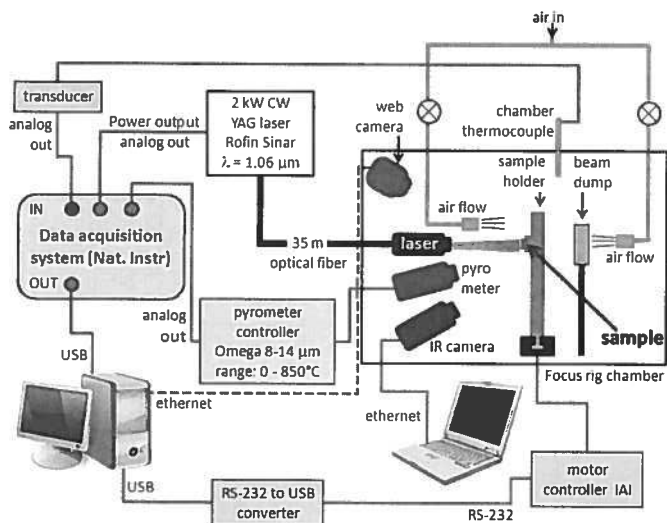 air in
transducer
analog
out
Power output
analog out
2 kW CW
YAG laser
Rofin Sinar
λ = 1.06 µm
web
camera
chamber
thermocouple
sample
holder
beam
dump
IN
Data acquisition
system (Nat. Instr)
OUT
35 m
optical fiber
laser
air flow
air flow
pyro
meter
sample
analog
out
pyrometer
controller
Omega 8-14 µm
range: 0 - 850°C
IR camera
Focus rig chamber
USB
ethernet
ethernet
USB
RS-232 to USB
converter
RS-232
motor
controller IAI